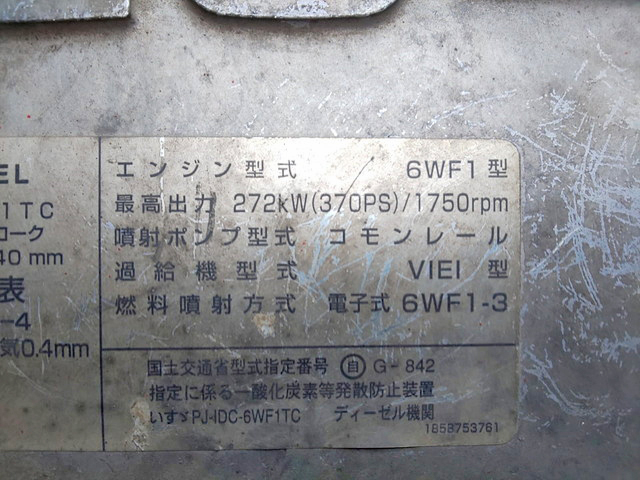 EL
1TC
ローク
40 mm
表
-4
気0.4mm
エンジン型式 6WF1型
最高出力 272kW(370PS)/1750rpm
噴射ポンプ型式 コモンレール
過給機型式 VIEI 型
燃料噴射方式 電子式 6WF1-3
国土交通省型式指定番号 自 G- 842
指定に係る一酸化炭素等発散防止装置
いすゞPJ-IDC-6WF1TC ディーゼル機関
1858753761